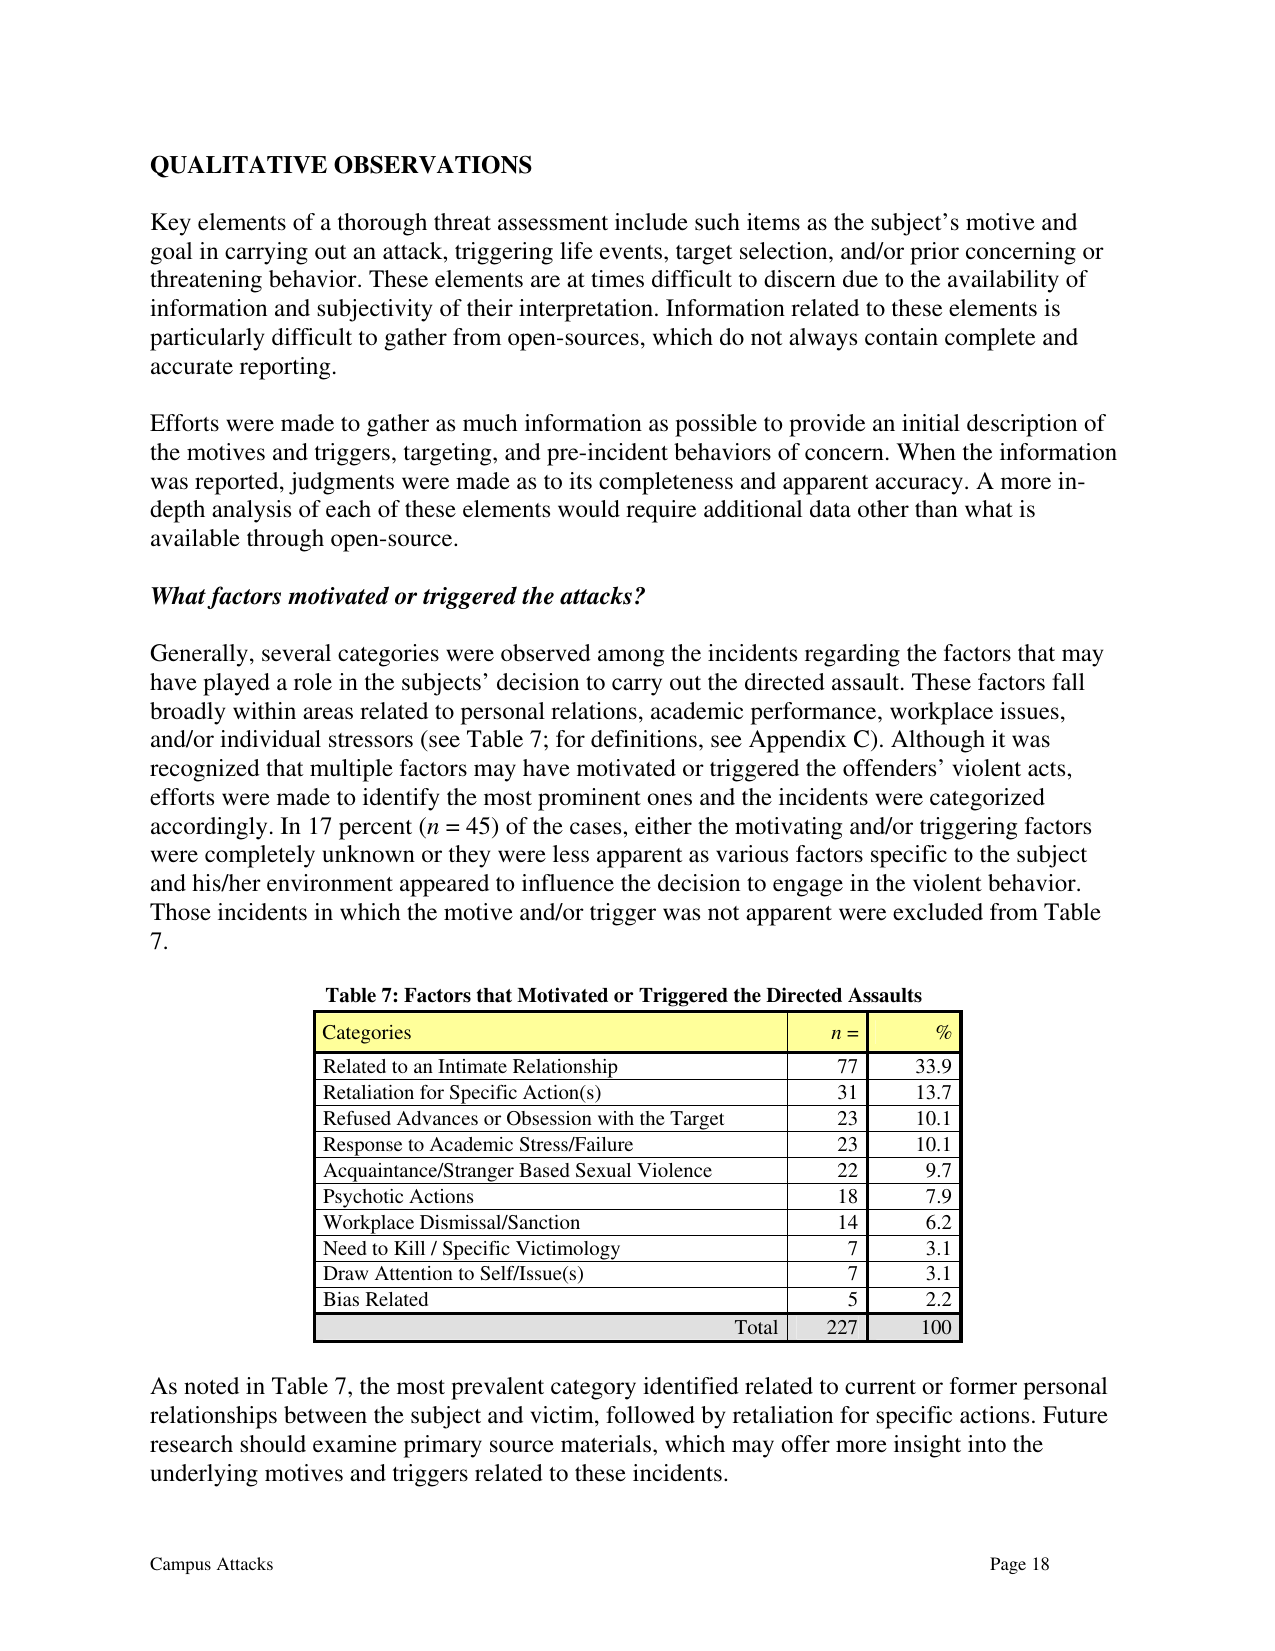 QUALITATIVE OBSERVATIONS
Key elements of a thorough threat assessment include such items as the subject’s motive and
goal in carrying out an attack, triggering life events, target selection, and/or prior concerning or
threatening behavior. These elements are at times difficult to discern due to the availability of
information and subjectivity of their interpretation. Information related to these elements is
particularly difficult to gather from open-sources, which do not always contain complete and
accurate reporting.
Efforts were made to gather as much information as possible to provide an initial description of
the motives and triggers, targeting, and pre-incident behaviors of concern. When the information
was reported, judgments were made as to its completeness and apparent accuracy. A more in-
depth analysis of each of these elements would require additional data other than what is
available through open-source.
What factors motivated or triggered the attacks?
Generally, several categories were observed among the incidents regarding the factors that may
have played a role in the subjects’ decision to carry out the directed assault. These factors fall
broadly within areas related to personal relations, academic performance, workplace issues,
and/or individual stressors (see Table 7; for definitions, see Appendix C). Although it was
recognized that multiple factors may have motivated or triggered the offenders’ violent acts,
efforts were made to identify the most prominent ones and the incidents were categorized
accordingly. In 17 percent (n = 45) of the cases, either the motivating and/or triggering factors
were completely unknown or they were less apparent as various factors specific to the subject
and his/her environment appeared to influence the decision to engage in the violent behavior.
Those incidents in which the motive and/or trigger was not apparent were excluded from Table
7.
Table 7: Factors that Motivated or Triggered the Directed Assaults
Categories n = %
Related to an Intimate Relationship 77 33.9
Retaliation for Specific Action(s) 31 13.7
Refused Advances or Obsession with the Target 23 10.1
Response to Academic Stress/Failure 23 10.1
Acquaintance/Stranger Based Sexual Violence 22 9.7
Psychotic Actions 18 7.9
Workplace Dismissal/Sanction 14 6.2
Need to Kill / Specific Victimology 7 3.1
Draw Attention to Self/Issue(s) 7 3.1
Bias Related 5 2.2
Total 227 100
As noted in Table 7, the most prevalent category identified related to current or former personal
relationships between the subject and victim, followed by retaliation for specific actions. Future
research should examine primary source materials, which may offer more insight into the
underlying motives and triggers related to these incidents.
Campus Attacks Page 18